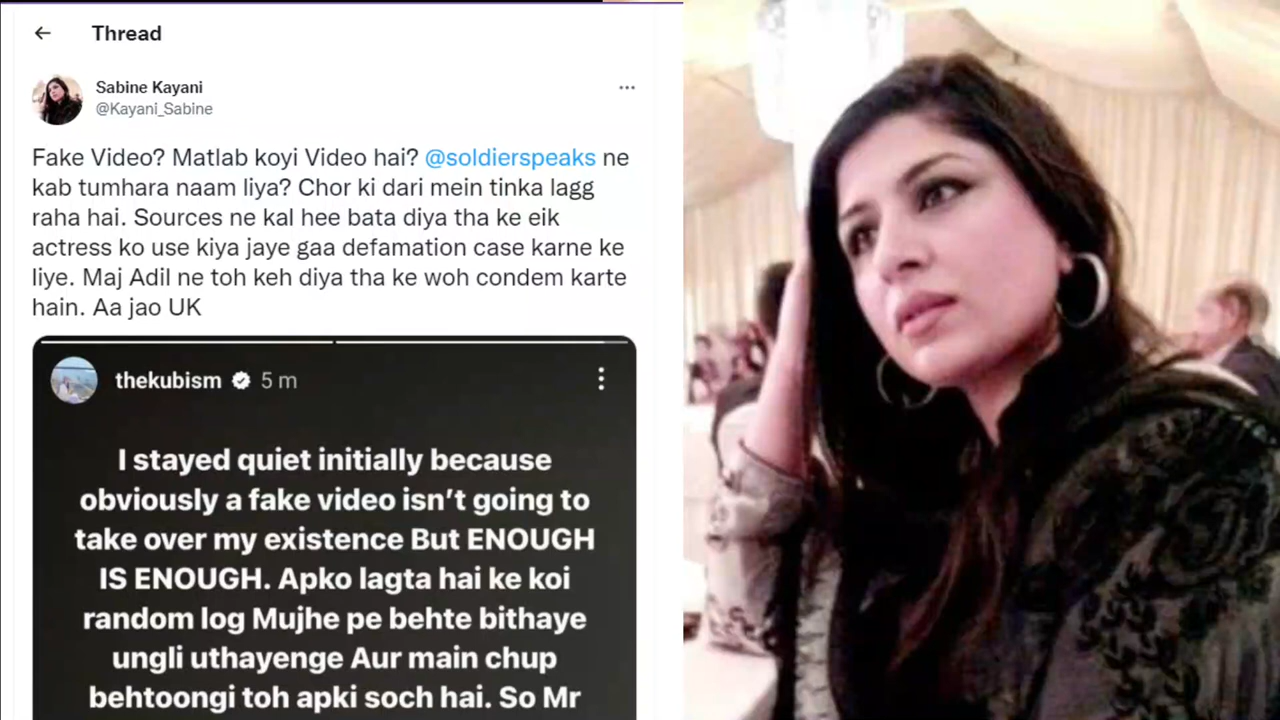 Thread
Sabine Kayani
@Kayani_Sabine
Fake Video? Matlab koyi Video hai? @soldierspeaks ne
kab tumhara naam liya? Chor ki dari mein tinka lagg
raha hai. Sources ne kal hee bata diya tha ke eik
actress ko use kiya jaye gaa defamation case karne ke
liye. Maj Adil ne toh keh diya tha ke woh condem karte
hain. Aa jao UK
thekubism 5 m
I stayed quiet initially because
obviously a fake video isn't going to
take over my existence But ENOUGH
IS ENOUGH. Apko lagta hai ke koi
random log Mujhe pe behte bithaye
ungli uthayenge Aur main chup
behtoongi toh apki soch hai. So Mr